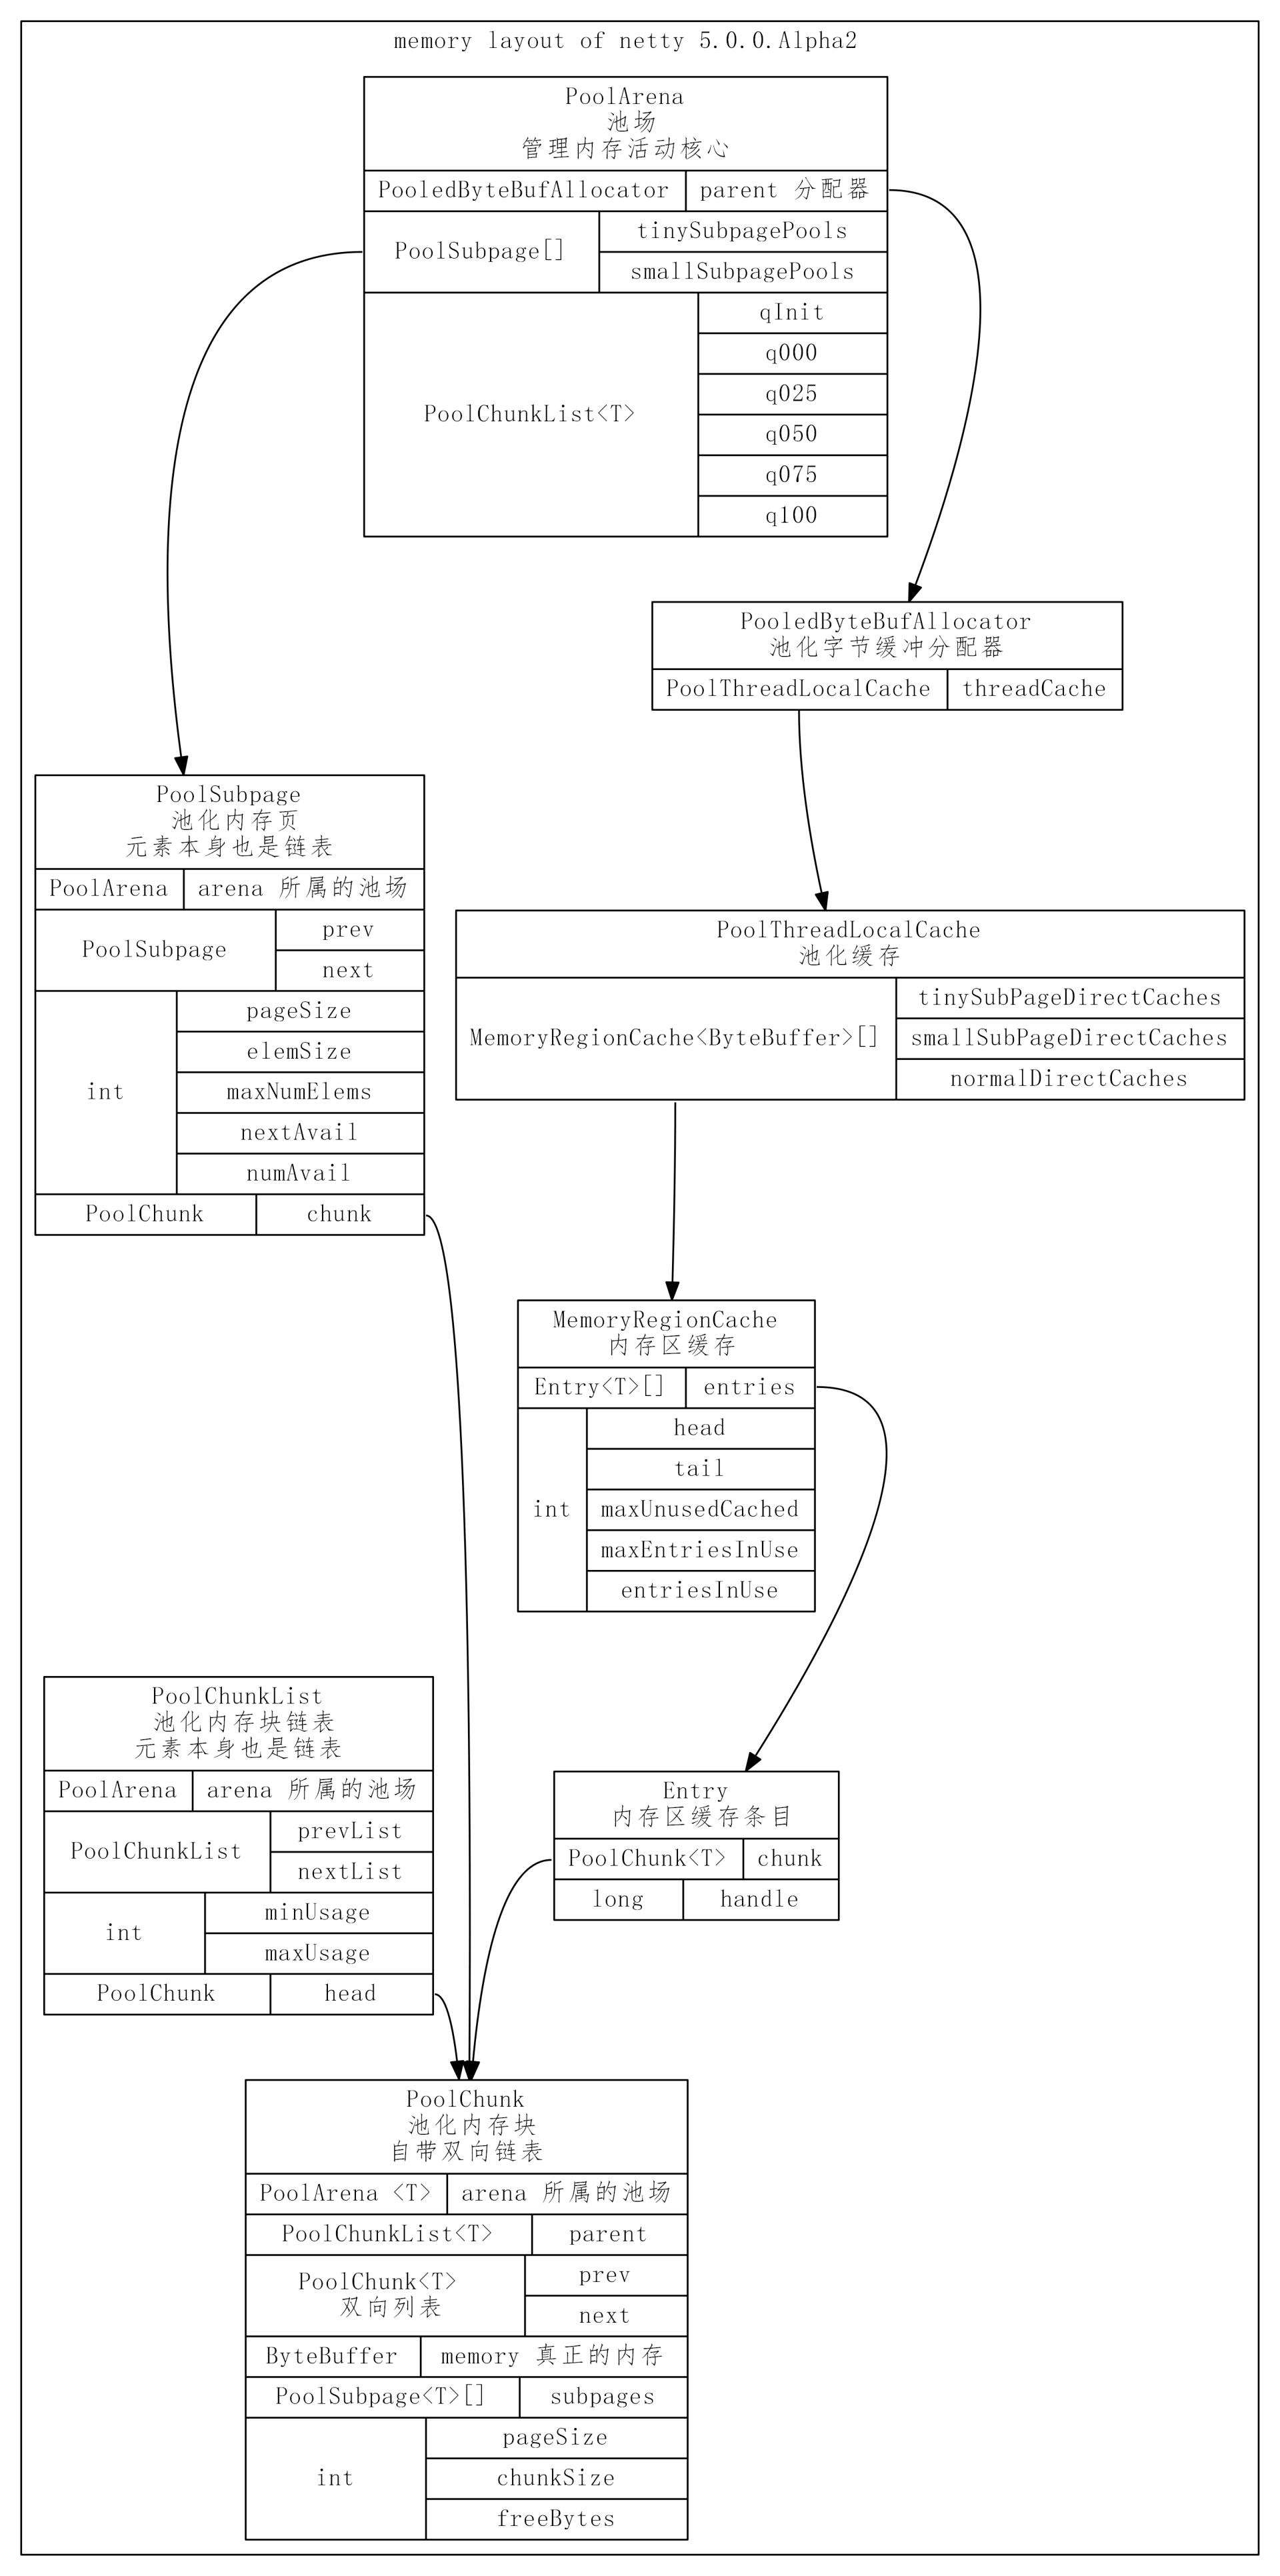 memory layout of netty 5.0.0.Alpha2
PoolArena
池场
管理内存活动核心
PooledByteBufAllocator
parent 分配器
PoolSubpage[]
tinySubpagePools
smallSubpagePools
PoolChunkList<T>
qInit
q000
q025
q050
q075
q100
PooledByteBufAllocator
池化字节缓冲分配器
PoolThreadLocalCache
threadCache
PoolSubpage
池化内存页
元素本身也是链表
PoolArena
arena 所属的池场
PoolSubpage
prev
next
int
pageSize
elemSize
maxNumElems
nextAvail
numAvail
PoolChunk
chunk
PoolThreadLocalCache
池化缓存
MemoryRegionCache<ByteBuffer>[]
tinySubPageDirectCaches
smallSubPageDirectCaches
normalDirectCaches
MemoryRegionCache
内存区缓存
Entry<T>[]
entries
int
head
tail
maxUnusedCached
maxEntriesInUse
entriesInUse
PoolChunkList
池化内存块链表
元素本身也是链表
PoolArena
arena 所属的池场
PoolChunkList
prevList
nextList
int
minUsage
maxUsage
PoolChunk
head
Entry
内存区缓存条目
PoolChunk<T>
chunk
long
handle
PoolChunk
池化内存块
自带双向链表
PoolArena <T>
arena 所属的池场
PoolChunkList<T>
parent
PoolChunk<T>
双向列表
prev
next
ByteBuffer
memory 真正的内存
PoolSubpage<T>[]
subpages
int
pageSize
chunkSize
freeBytes